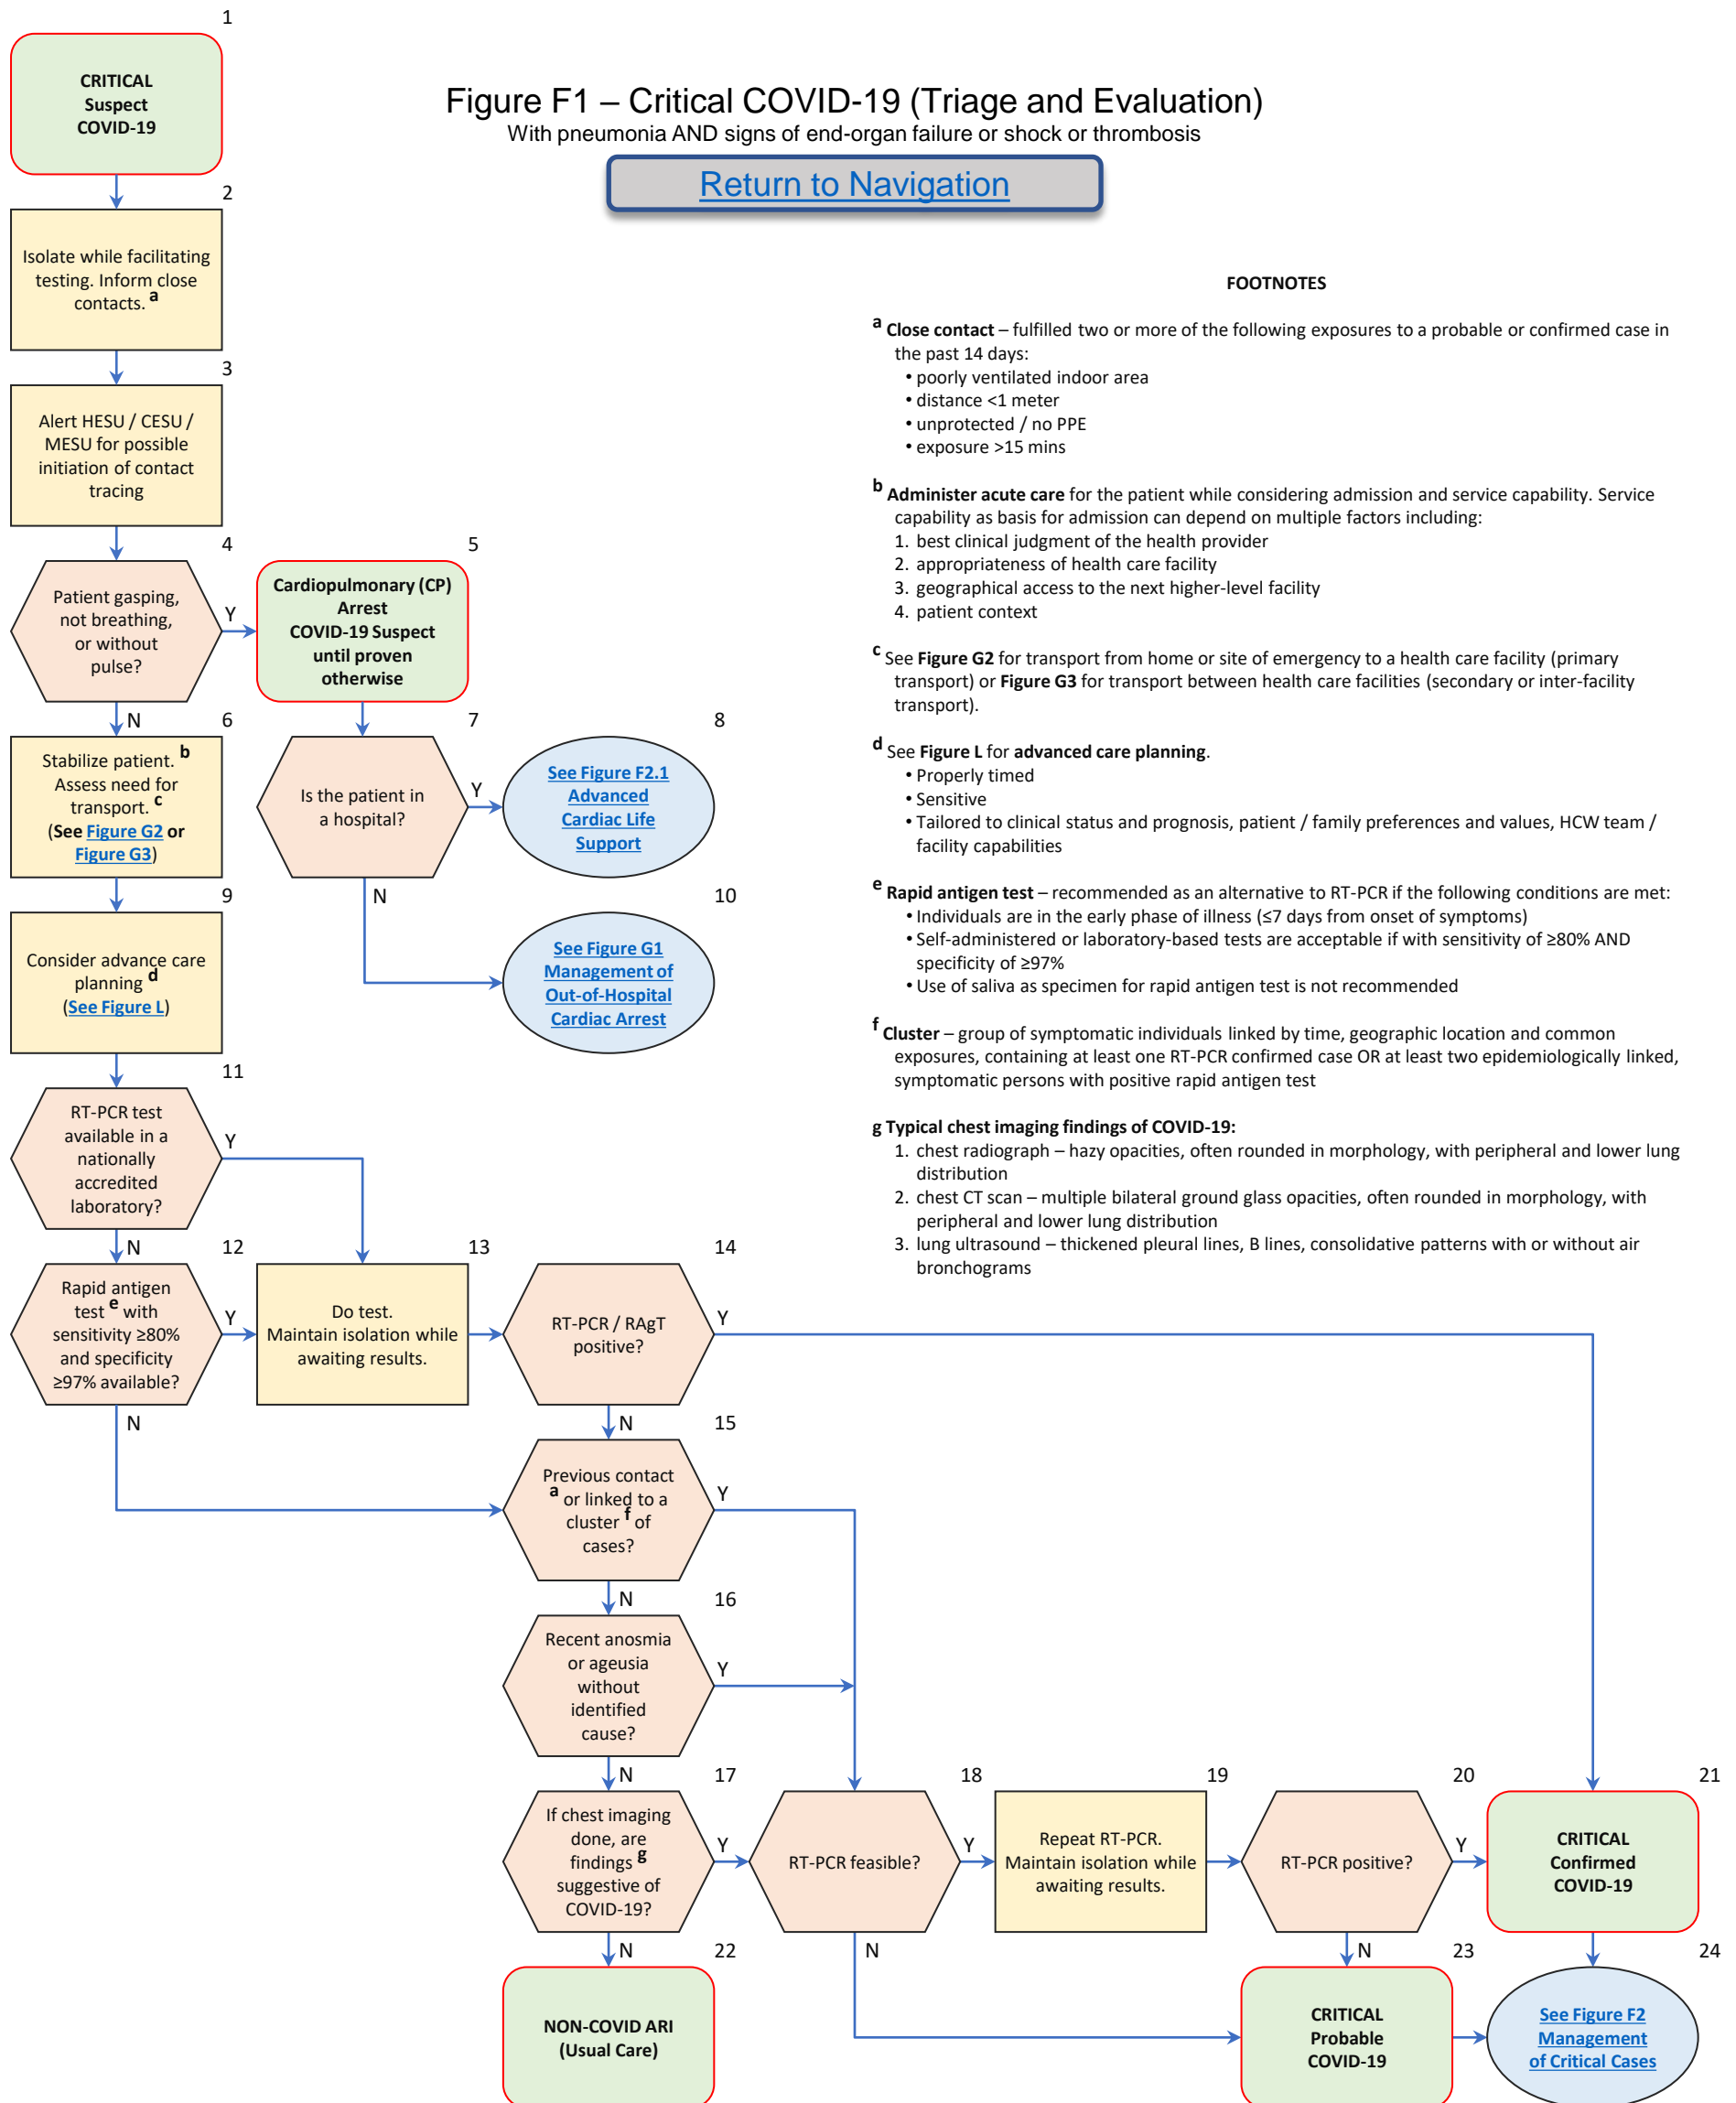 1
CRITICAL
Suspect
COVID-19
Figure F1 – Critical COVID-19 (Triage and Evaluation)
With pneumonia AND signs of end-organ failure or shock or thrombosis
Return to Navigation
2
Isolate while facilitating
testing. Inform close
contacts. a
3
Alert HESU / CESU /
MESU for possible
initiation of contact
tracing
4
Patient gasping,
not breathing,
or without
pulse?
Y
N
5
Cardiopulmonary (CP)
Arrest
COVID-19 Suspect
until proven
otherwise
6
Stabilize patient. b
Assess need for
transport. c
(See Figure G2 or
Figure G3)
7
Is the patient in
a hospital?
Y
N
8
See Figure F2.1
Advanced
Cardiac Life
Support
9
Consider advance care
planning d
(See Figure L)
10
See Figure G1
Management of
Out-of-Hospital
Cardiac Arrest
11
RT-PCR test
available in a
nationally
accredited
laboratory?
Y
N
12
Rapid antigen
test e with
sensitivity ≥80%
and specificity
≥97% available?
Y
N
13
Do test.
Maintain isolation while
awaiting results.
14
RT-PCR / RAgT
positive?
Y
N
15
Previous contact
a or linked to a
cluster f of
cases?
Y
N
16
Recent anosmia
or ageusia
without
identified
cause?
Y
N
17
If chest imaging
done, are
findings g
suggestive of
COVID-19?
Y
N
18
RT-PCR feasible?
Y
N
19
Repeat RT-PCR.
Maintain isolation while
awaiting results.
20
RT-PCR positive?
Y
N
21
CRITICAL
Confirmed
COVID-19
22
NON-COVID ARI
(Usual Care)
23
CRITICAL
Probable
COVID-19
24
See Figure F2
Management
of Critical Cases
FOOTNOTES
a Close contact – fulfilled two or more of the following exposures to a probable or confirmed case in
the past 14 days:
• poorly ventilated indoor area
• distance <1 meter
• unprotected / no PPE
• exposure >15 mins
b Administer acute care for the patient while considering admission and service capability. Service
capability as basis for admission can depend on multiple factors including:
1. best clinical judgment of the health provider
2. appropriateness of health care facility
3. geographical access to the next higher-level facility
4. patient context
c See Figure G2 for transport from home or site of emergency to a health care facility (primary
transport) or Figure G3 for transport between health care facilities (secondary or inter-facility
transport).
d See Figure L for advanced care planning.
• Properly timed
• Sensitive
• Tailored to clinical status and prognosis, patient / family preferences and values, HCW team /
facility capabilities
e Rapid antigen test – recommended as an alternative to RT-PCR if the following conditions are met:
• Individuals are in the early phase of illness (≤7 days from onset of symptoms)
• Self-administered or laboratory-based tests are acceptable if with sensitivity of ≥80% AND
specificity of ≥97%
• Use of saliva as specimen for rapid antigen test is not recommended
f Cluster – group of symptomatic individuals linked by time, geographic location and common
exposures, containing at least one RT-PCR confirmed case OR at least two epidemiologically linked,
symptomatic persons with positive rapid antigen test
g Typical chest imaging findings of COVID-19:
1. chest radiograph – hazy opacities, often rounded in morphology, with peripheral and lower lung
distribution
2. chest CT scan – multiple bilateral ground glass opacities, often rounded in morphology, with
peripheral and lower lung distribution
3. lung ultrasound – thickened pleural lines, B lines, consolidative patterns with or without air
bronchograms